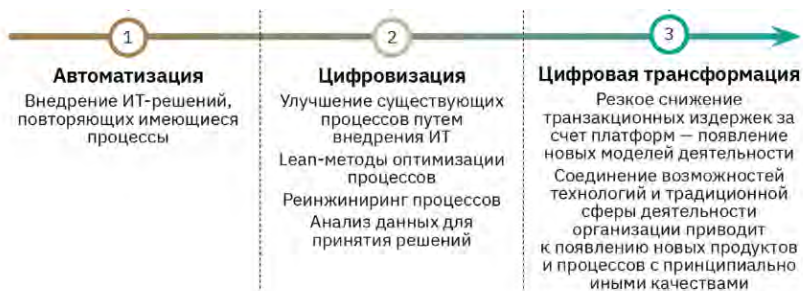 1
Автоматизация
Внедрение ИТ-решений,
повторяющих имеющиеся
процессы
2
Цифровизация
Улучшение существующих
процессов путем
внедрения ИТ
Lean-методы оптимизации
процессов
Реинжиниринг процессов
Анализ данных для
принятия решений
3
Цифровая трансформация
Резкое снижение
транзакционных издержек за
счет платформ — появление
новых моделей деятельности
Соединение возможностей
технологий и традиционной
сферы деятельности
организации приводит
к появлению новых продуктов
и процессов с принципиально
иными качествами